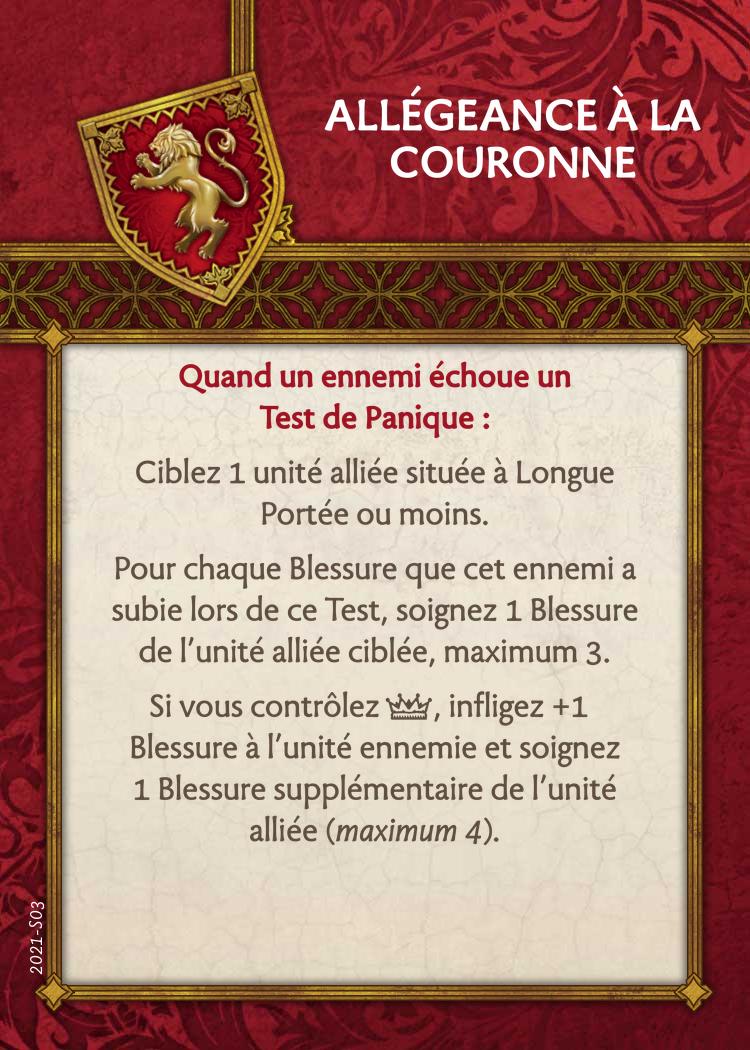 ALLÉGEANCE À LA
COURONNE
Quand un ennemi échoue un
Test de Panique :
Ciblez 1 unité alliée située à Longue
Portée ou moins.
Pour chaque Blessure que cet ennemi a
subie lors de ce Test, soignez 1 Blessure
de l’unité alliée ciblée, maximum 3.
Si vous contrôlez , infligez +1
Blessure à l’unité ennemie et soignez
1 Blessure supplémentaire de l’unité
alliée (maximum 4).
2021-S03